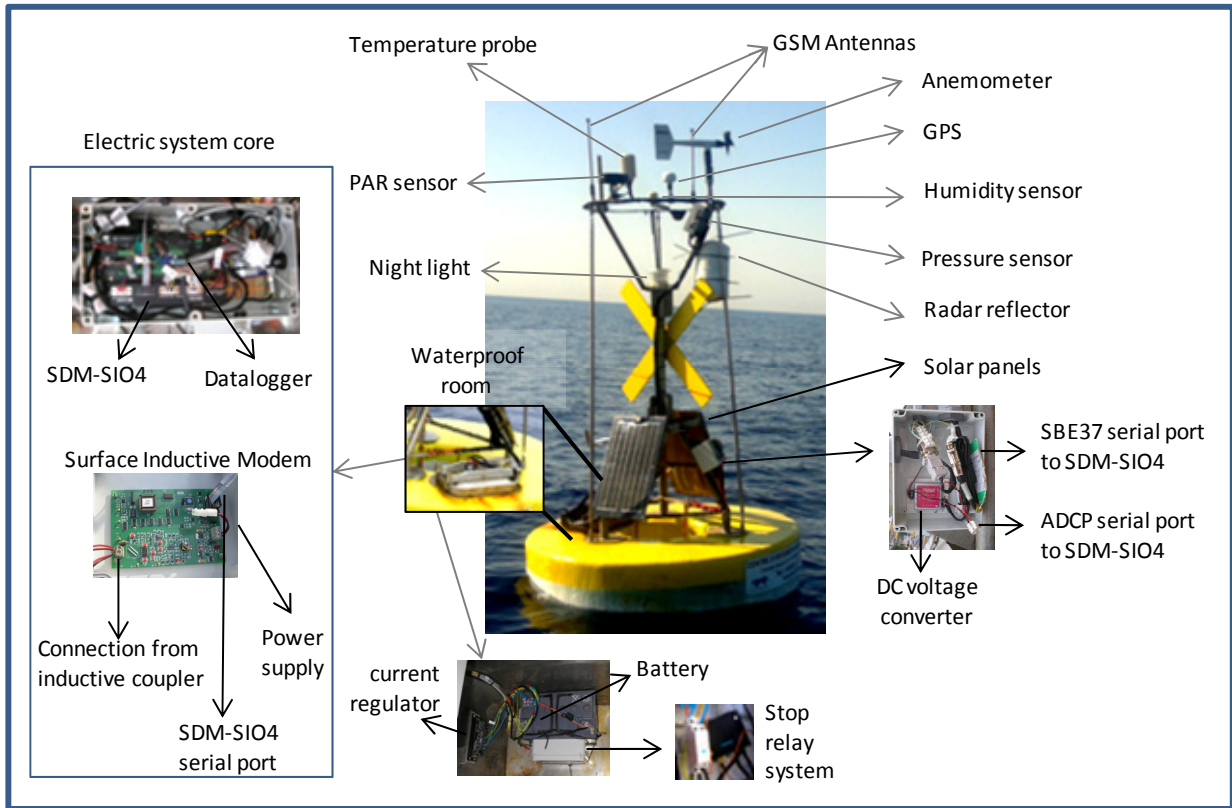 Temperature probe
GSM Antennas
Anemometer
Electric system core
GPS
PAR sensor
Humidity sensor
Night light
Pressure sensor
Radar reflector
Waterproof
room
SDM-SIO4
Datalogger
Solar panels
Surface Inductive Modem
SBE37 serial port
to SDM-SIO4
ADCP serial port
to SDM-SIO4
DC voltage
converter
Connection from
inductive coupler
Power
supply
current
regulator
Battery
SDM-SIO4
serial port
Stop
relay
system